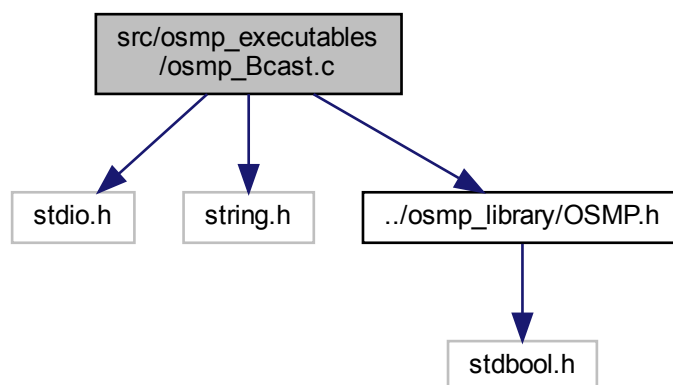 src/osmp_executables
/osmp_Bcast.c
stdio.h
string.h
../osmp_library/OSMP.h
stdbool.h